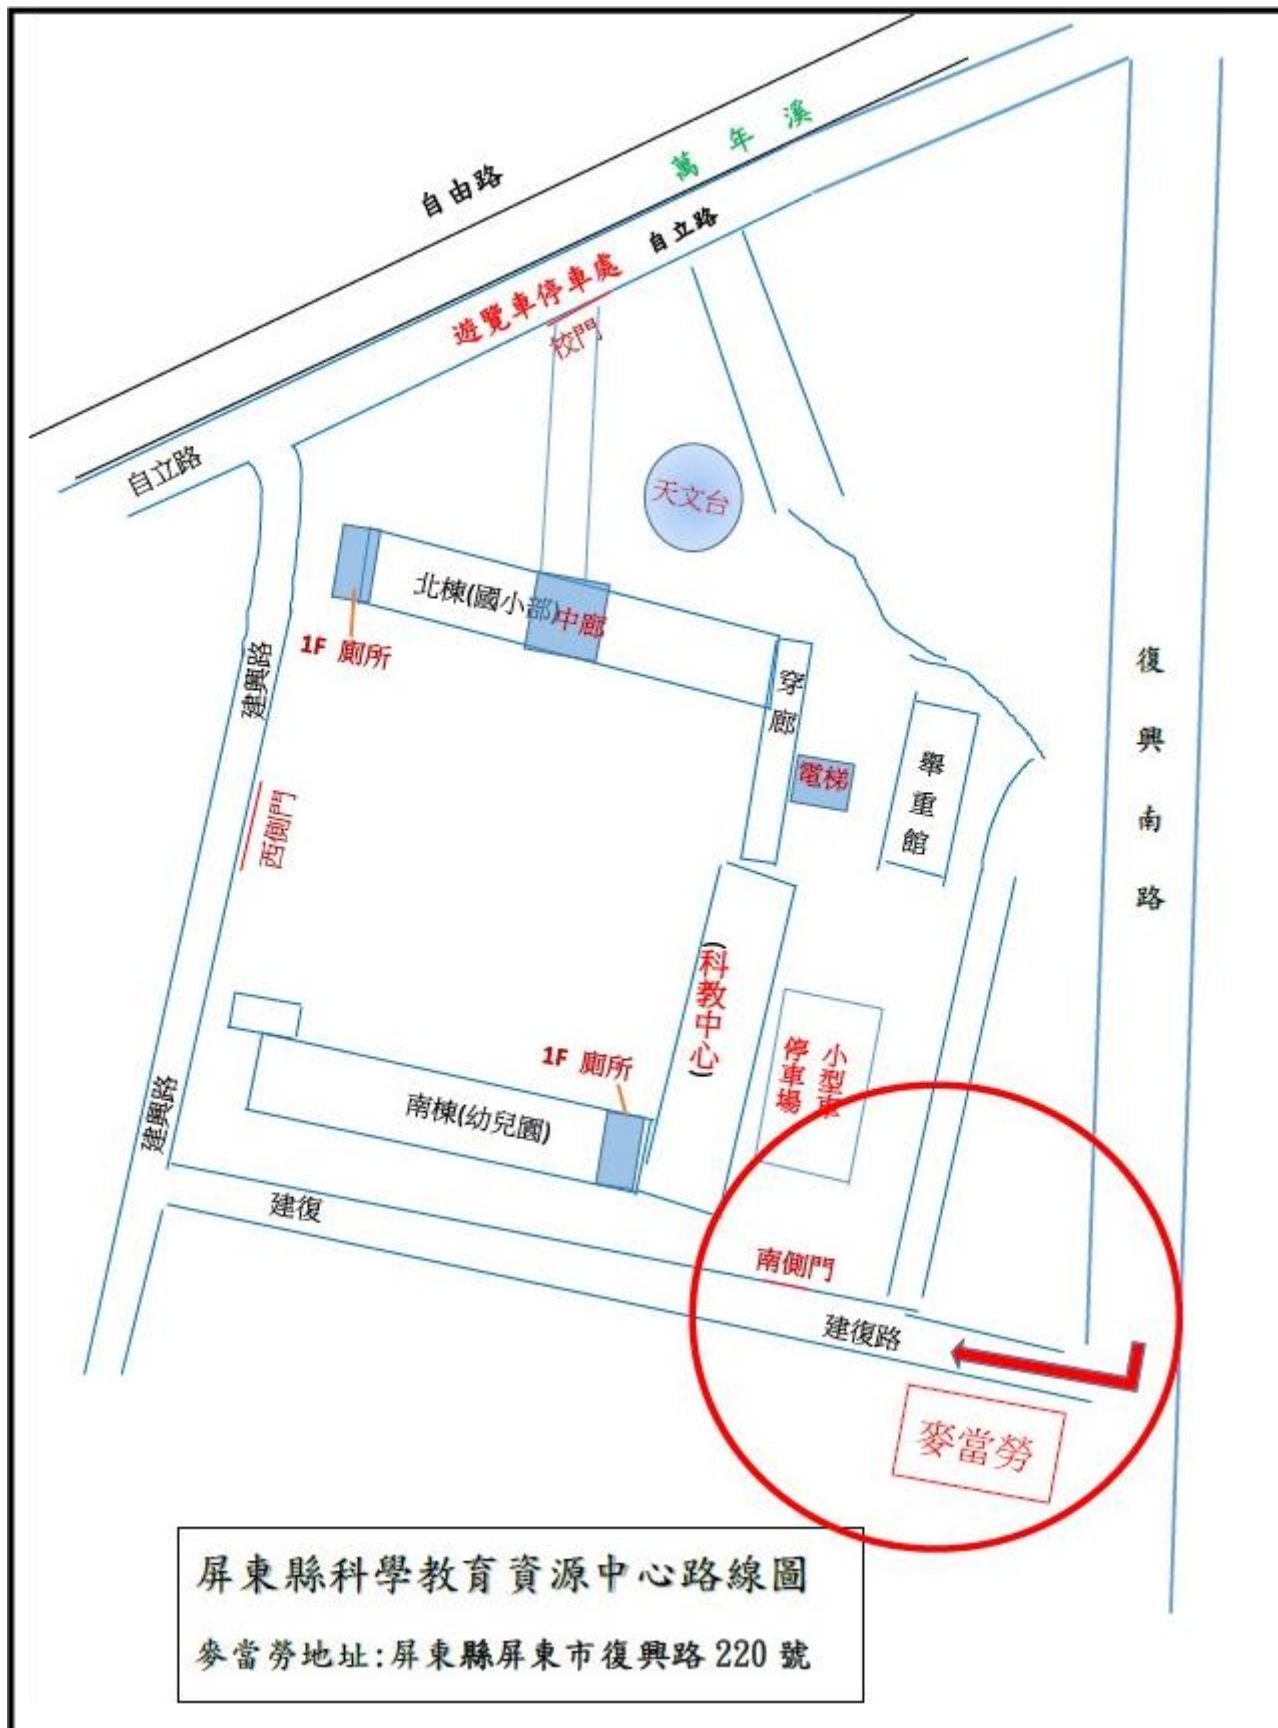 萬年溪
自由路
自立路
遊覽車停車處
校門
自立路
天文台
北棟(國小部)
中廊
1F 廁所
建興路
穿廊
復興南路
電梯
舉重館
西側門
(科教中心)
小型車
停車場
1F 廁所
南棟(幼兒園)
建興路
建復
南側門
建復路
麥當勞
屏東縣科學教育資源中心路線圖
麥當勞地址:屏東縣屏東市復興路 220 號